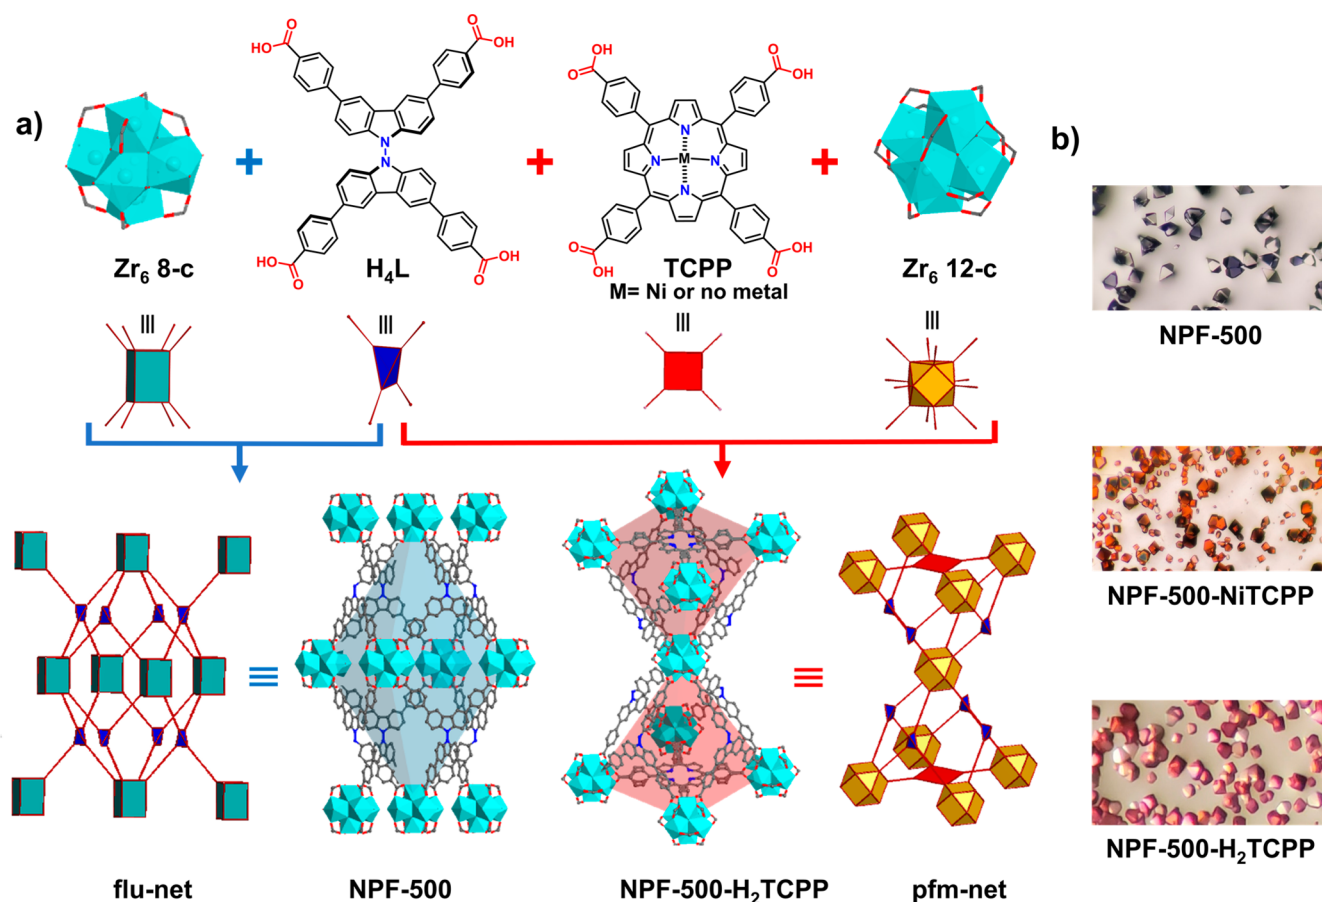 a)
b)
O
OH
HO
O
N
N
O
OH
HO
O
O
OH
HO
O
N
N
M
N
N
O
OH
HO
O
Zr6 8-c
H4L
TCPP
M= Ni or no metal
Zr6 12-c
NPF-500
NPF-500-NiTCPP
NPF-500-H2TCPP
flu-net
NPF-500
NPF-500-H2TCPP
pfm-net